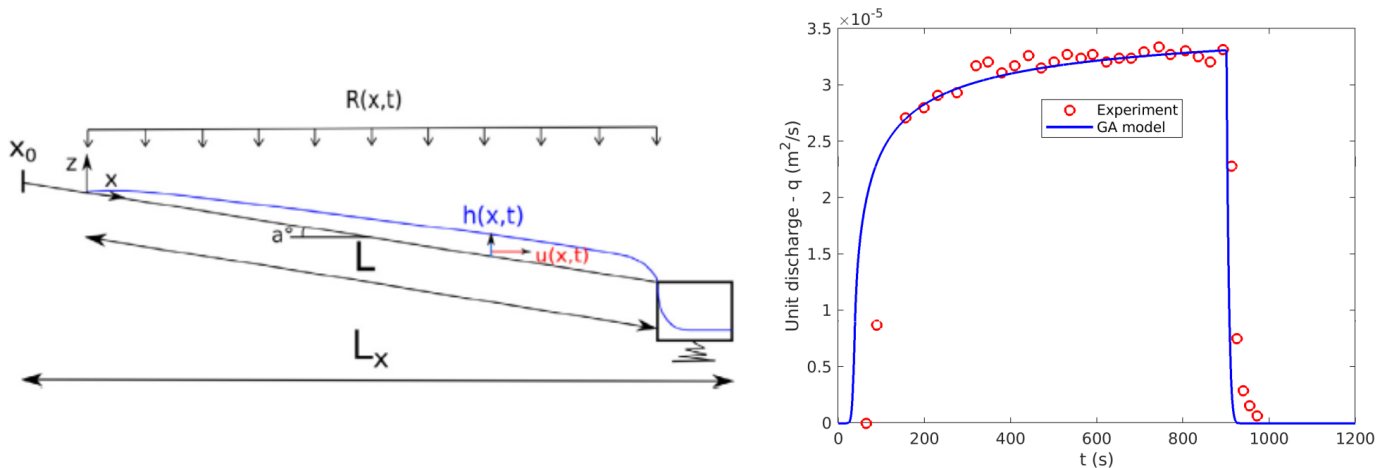 R(x,t)
x₀
z
x
h(x,t)
a°
u(x,t)
L
Lₓ
×10⁻⁵
3.5
3
2.5
2
1.5
1
0.5
0
Unit discharge - q (m²/s)
Experiment
GA model
0 200 400 600 800 1000 1200
t (s)